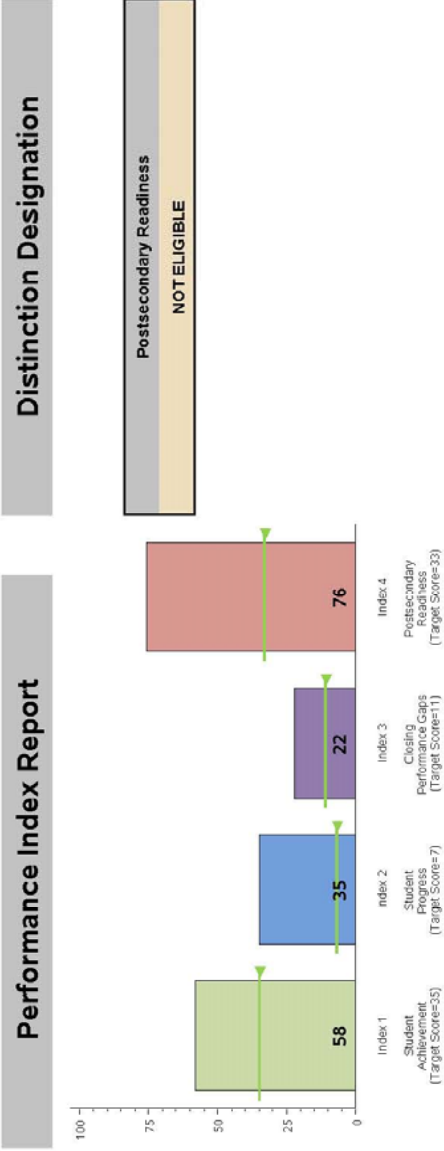 Performance Index Report
100
75
50
25
0
58
35
22
76
Index 1
ndex 2
Index 3
Index 4
Student
Achievement
(Target Score=35)
Student
Progress
(Target Score=7)
Closing
Performance Gaps
(Target Score=11)
Postsecondary
Readiness
(Target Score=33)
Distinction Designation
Postsecondary Readiness
NOT ELIGIBLE